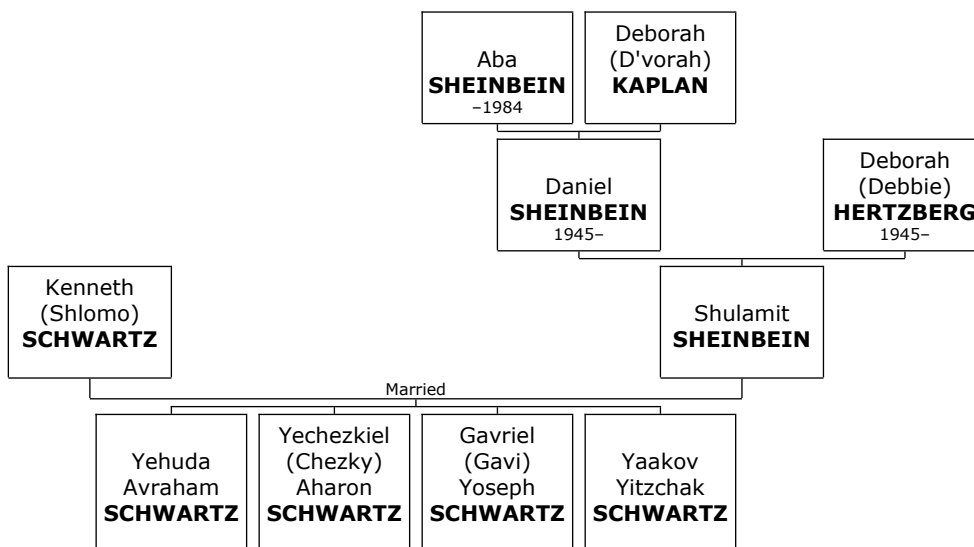 Aba
SHEINBEIN
–1984
Deborah
(D'vorah)
KAPLAN
Daniel
SHEINBEIN
1945–
Deborah
(Debbie)
HERTZBERG
1945–
Kenneth
(Shlomo)
SCHWARTZ
Shulamit
SHEINBEIN
Married
Yehuda
Avraham
SCHWARTZ
Yechezkiel
(Chezky)
Aharon
SCHWARTZ
Gavriel
(Gavi)
Yoseph
SCHWARTZ
Yaakov
Yitzchak
SCHWARTZ